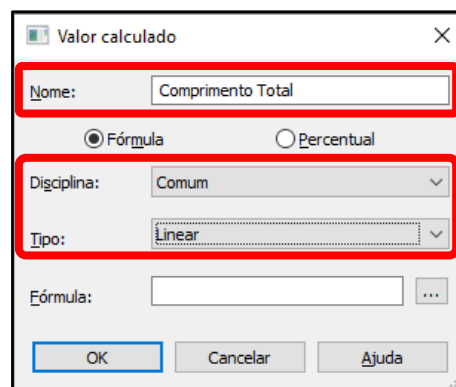 Valor calculado
Nome: Comprimento Total
Fórmula Percentual
Disciplina: Comum
Tipo: Linear
Fórmula: ...
OK Cancelar Ajuda